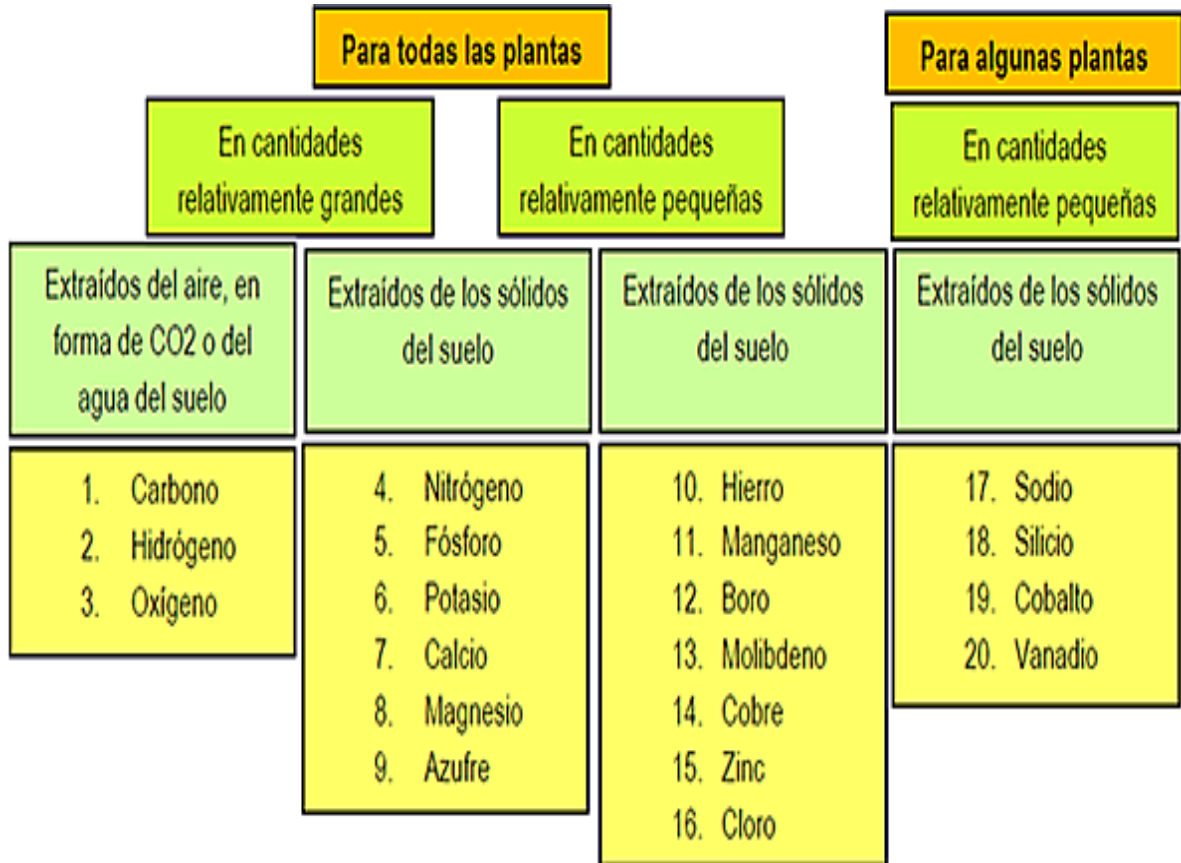 Para todas las plantas
Para algunas plantas
En cantidades
relativamente grandes
En cantidades
relativamente pequeñas
En cantidades
relativamente pequeñas
Extraídos del aire, en
forma de CO2 o del
agua del suelo
Extraídos de los sólidos
del suelo
Extraídos de los sólidos
del suelo
Extraídos de los sólidos
del suelo
1. Carbono
2. Hidrógeno
3. Oxígeno
4. Nitrógeno
5. Fósforo
6. Potasio
7. Calcio
8. Magnesio
9. Azufre
10. Hierro
11. Manganeso
12. Boro
13. Molibdeno
14. Cobre
15. Zinc
16. Cloro
17. Sodio
18. Silicio
19. Cobalto
20. Vanadio